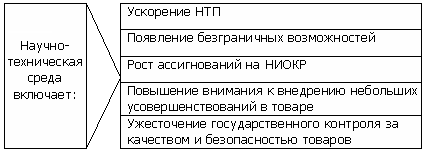 Научно-
техническая
среда
включает:
Ускорение НТП
Появление безграничных возможностей
Рост ассигнований на НИОКР
Повышение внимания к внедрению небольших
усовершенствований в товаре
Ужесточение государственного контроля за
качеством и безопасностью товаров